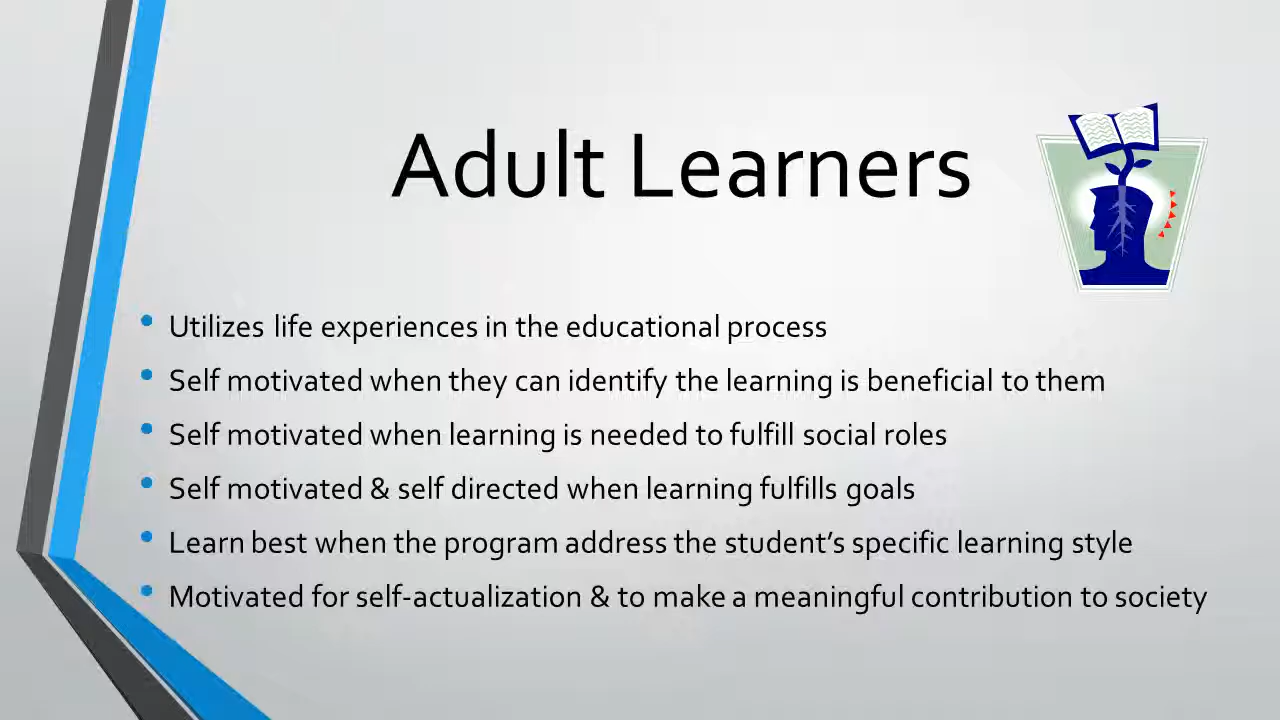 Adult Learners
• Utilizes life experiences in the educational process
• Self motivated when they can identify the learning is beneficial to them
• Self motivated when learning is needed to fulfill social roles
• Self motivated & self directed when learning fulfills goals
• Learn best when the program address the student’s specific learning style
• Motivated for self-actualization & to make a meaningful contribution to society